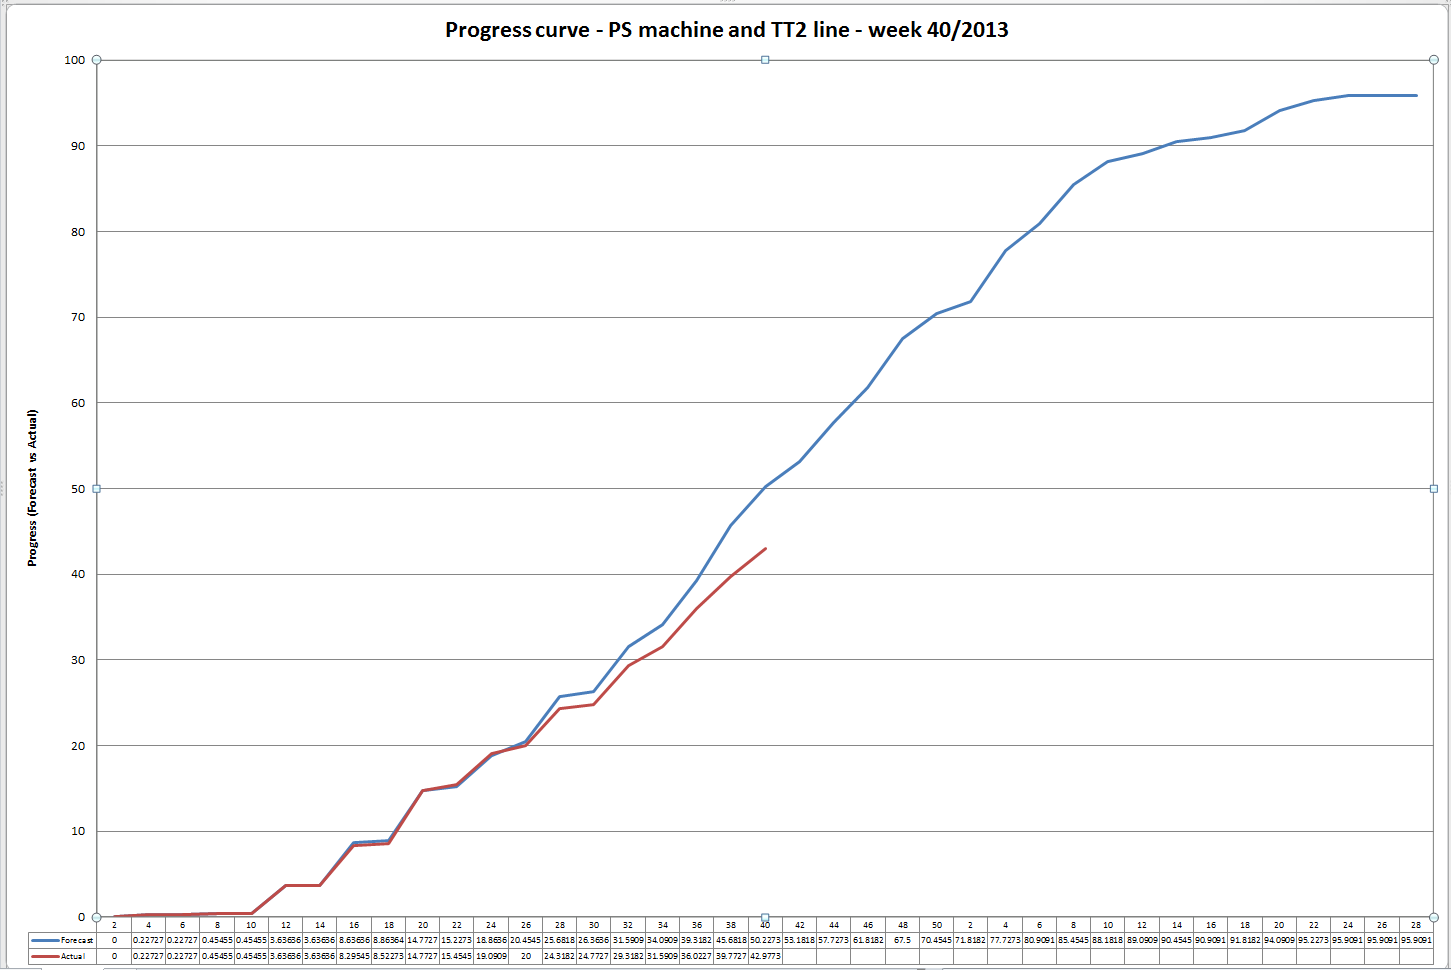 Progress curve - PS machine and TT2 line - week 40/2013
100
90
80
70
60
50
40
30
20
10
0
Progress (Forecast vs Actual)
2 4 6 8 10 12 14 16 18 20 22 24 26 28 30 32 34 36 38 40 42 44 46 48 50 2 4 6 8 10 12 14 16 18 20 22 24 26 28
Forecast 0 0.22727 0.22727 0.45455 0.45455 3.63636 3.63636 8.63636 8.86364 14.7727 15.2273 18.8636 20.4545 25.6818 26.3636 31.5909 34.0909 39.3182 45.6818 50.2273 53.1818 57.7273 61.8182 67.5 70.4545 71.8182 77.7273 80.9091 85.4545 88.1818 89.0909 90.4545 90.9091 91.8182 94.0909 95.2273 95.9091 95.9091 95.9091
Actual 0 0.22727 0.22727 0.45455 0.45455 3.63636 3.63636 8.29545 8.52273 14.7727 15.4545 19.0909 20 24.3182 24.7727 29.3182 31.5909 36.0227 39.7727 42.9773